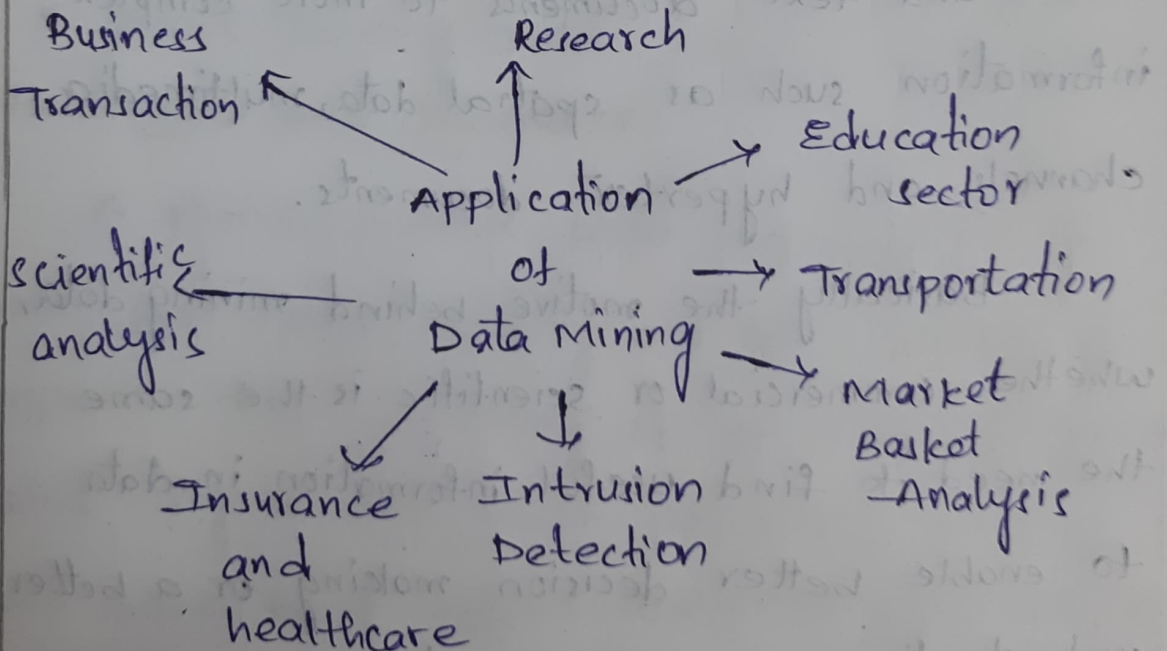 Business
Transaction
Research
Education
sector
Application
of
Data Mining
Transportation
scientific
analysis
Market
Basket
Analysis
Insurance
and
healthcare
Intrusion
Detection